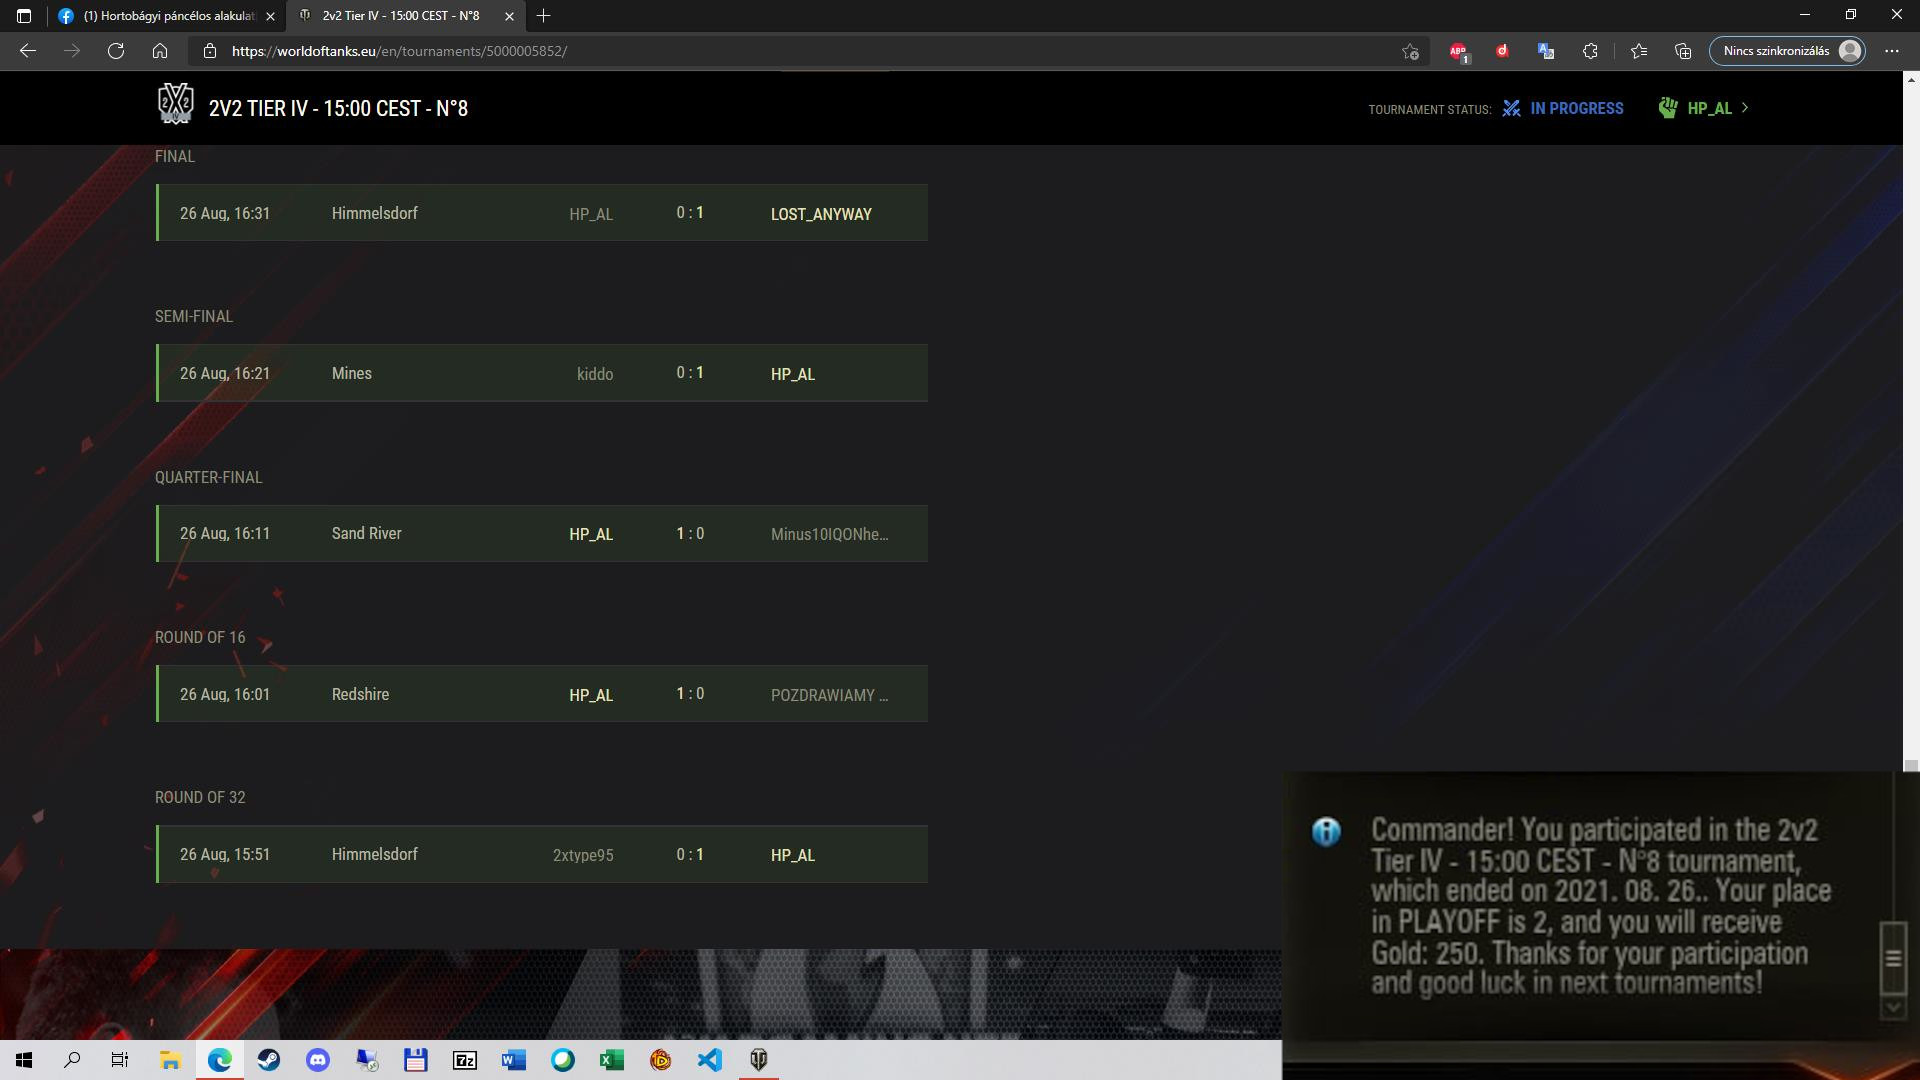 (1) Hortobágyi páncélos alakulat
2v2 Tier IV - 15:00 CEST - N°8
https://worldoftanks.eu/en/tournaments/5000005852/
ABP
1
Nincs szinkronizálás
2V2 TIER IV - 15:00 CEST - N°8
TOURNAMENT STATUS:
IN PROGRESS
HP_AL
FINAL
26 Aug, 16:31 Himmelsdorf HP_AL 0 : 1 LOST_ANYWAY
SEMI-FINAL
26 Aug, 16:21 Mines kiddo 0 : 1 HP_AL
QUARTER-FINAL
26 Aug, 16:11 Sand River HP_AL 1 : 0 Minus10IQONhe...
ROUND OF 16
26 Aug, 16:01 Redshire HP_AL 1 : 0 POZDRAWIAMY ...
ROUND OF 32
26 Aug, 15:51 Himmelsdorf 2xtype95 0 : 1 HP_AL
Commander! You participated in the 2v2
Tier IV - 15:00 CEST - N°8 tournament,
which ended on 2021. 08. 26.. Your place
in PLAYOFF is 2, and you will receive
Gold: 250. Thanks for your participation
and good luck in next tournaments!